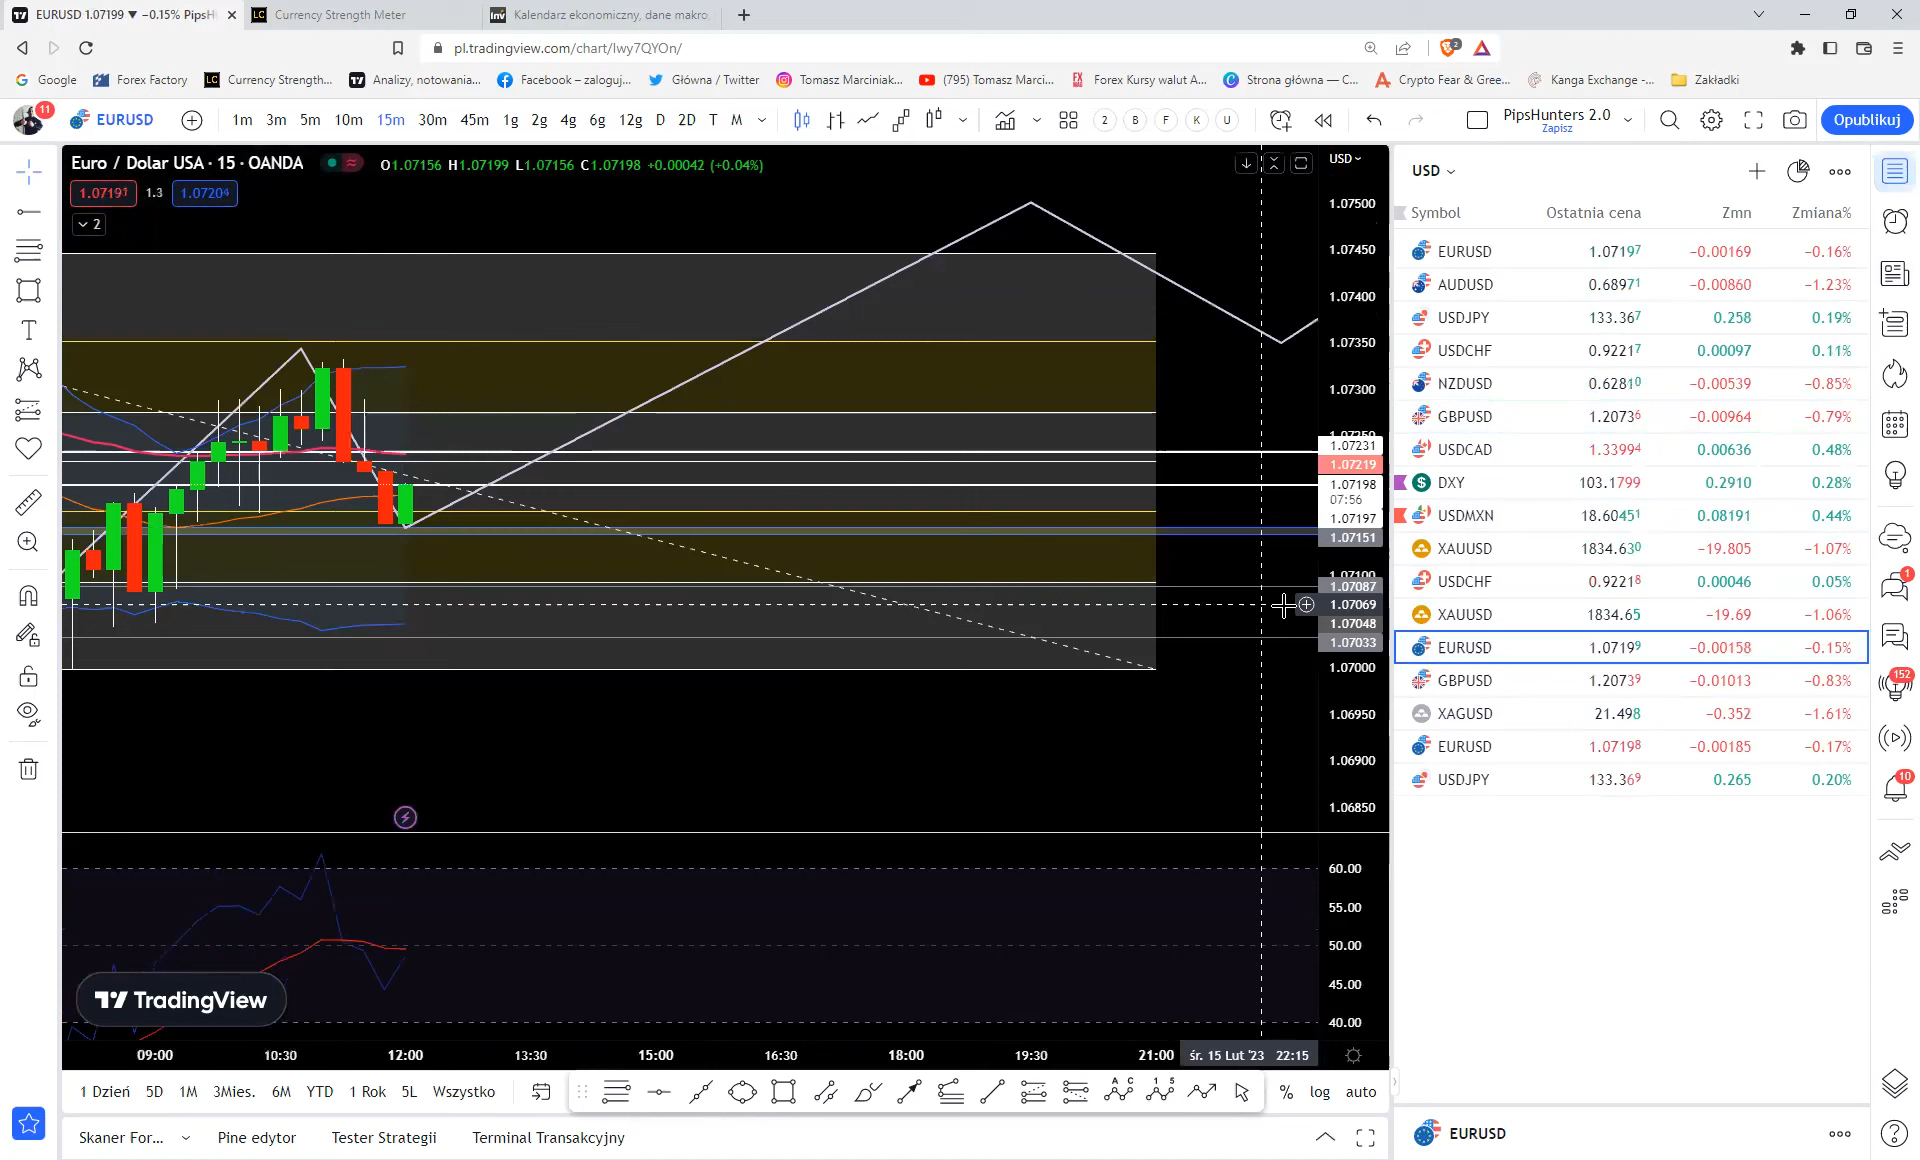 EURUSD 1.07199 ▼ −0.15% PipsH
Currency Strength Meter
Kalendarz ekonomiczny, dane makro,
pl.tradingview.com/chart/Iwy7QYOn/
2
Google
Forex Factory
Currency Strength...
Analizy, notowania...
Facebook – zaloguj...
Główna / Twitter
Tomasz Marciniak...
(795) Tomasz Marci...
Forex Kursy walut A...
Strona główna — C...
Crypto Fear & Gree...
Kanga Exchange -...
Zakładki
11
EURUSD
1m 3m 5m 10m 15m 30m 45m 1g 2g 4g 6g 12g D 2D T M
2 B F K U
PipsHunters 2.0
Zapisz
Opublikuj
Euro / Dolar USA · 15 · OANDA
O1.07156 H1.07199 L1.07156 C1.07198 +0.00042 (+0.04%)
1.07191 1.3 1.07204
2
USD
1.07500
1.07450
1.07400
1.07350
1.07300
1.07231
1.07219
1.07198
07:56
1.07197
1.07151
1.07100
1.07087
1.07069
1.07048
1.07033
1.07000
1.06950
1.06900
1.06850
60.00
55.00
50.00
45.00
40.00
TradingView
09:00 10:30 12:00 13:30 15:00 16:30 18:00 19:30 21:00 śr. 15 Lut '23 22:15
1 Dzień 5D 1M 3Mies. 6M YTD 1 Rok 5L Wszystko
A C
1 5
% log auto
Skaner For... Pine edytor Tester Strategii Terminal Transakcyjny
USD
Symbol Ostatnia cena Zmn Zmiana%
EURUSD 1.07197 −0.00169 −0.16%
AUDUSD 0.68971 −0.00860 −1.23%
USDJPY 133.367 0.258 0.19%
USDCHF 0.92217 0.00097 0.11%
NZDUSD 0.62810 −0.00539 −0.85%
GBPUSD 1.20736 −0.00964 −0.79%
USDCAD 1.33994 0.00636 0.48%
DXY 103.1799 0.2910 0.28%
USDMXN 18.60451 0.08191 0.44%
XAUUSD 1834.630 −19.805 −1.07%
USDCHF 0.92218 0.00046 0.05%
XAUUSD 1834.65 −19.69 −1.06%
EURUSD 1.07199 −0.00158 −0.15%
GBPUSD 1.20739 −0.01013 −0.83%
XAGUSD 21.498 −0.352 −1.61%
EURUSD 1.07198 −0.00185 −0.17%
USDJPY 133.369 0.265 0.20%
EURUSD
1
152
10